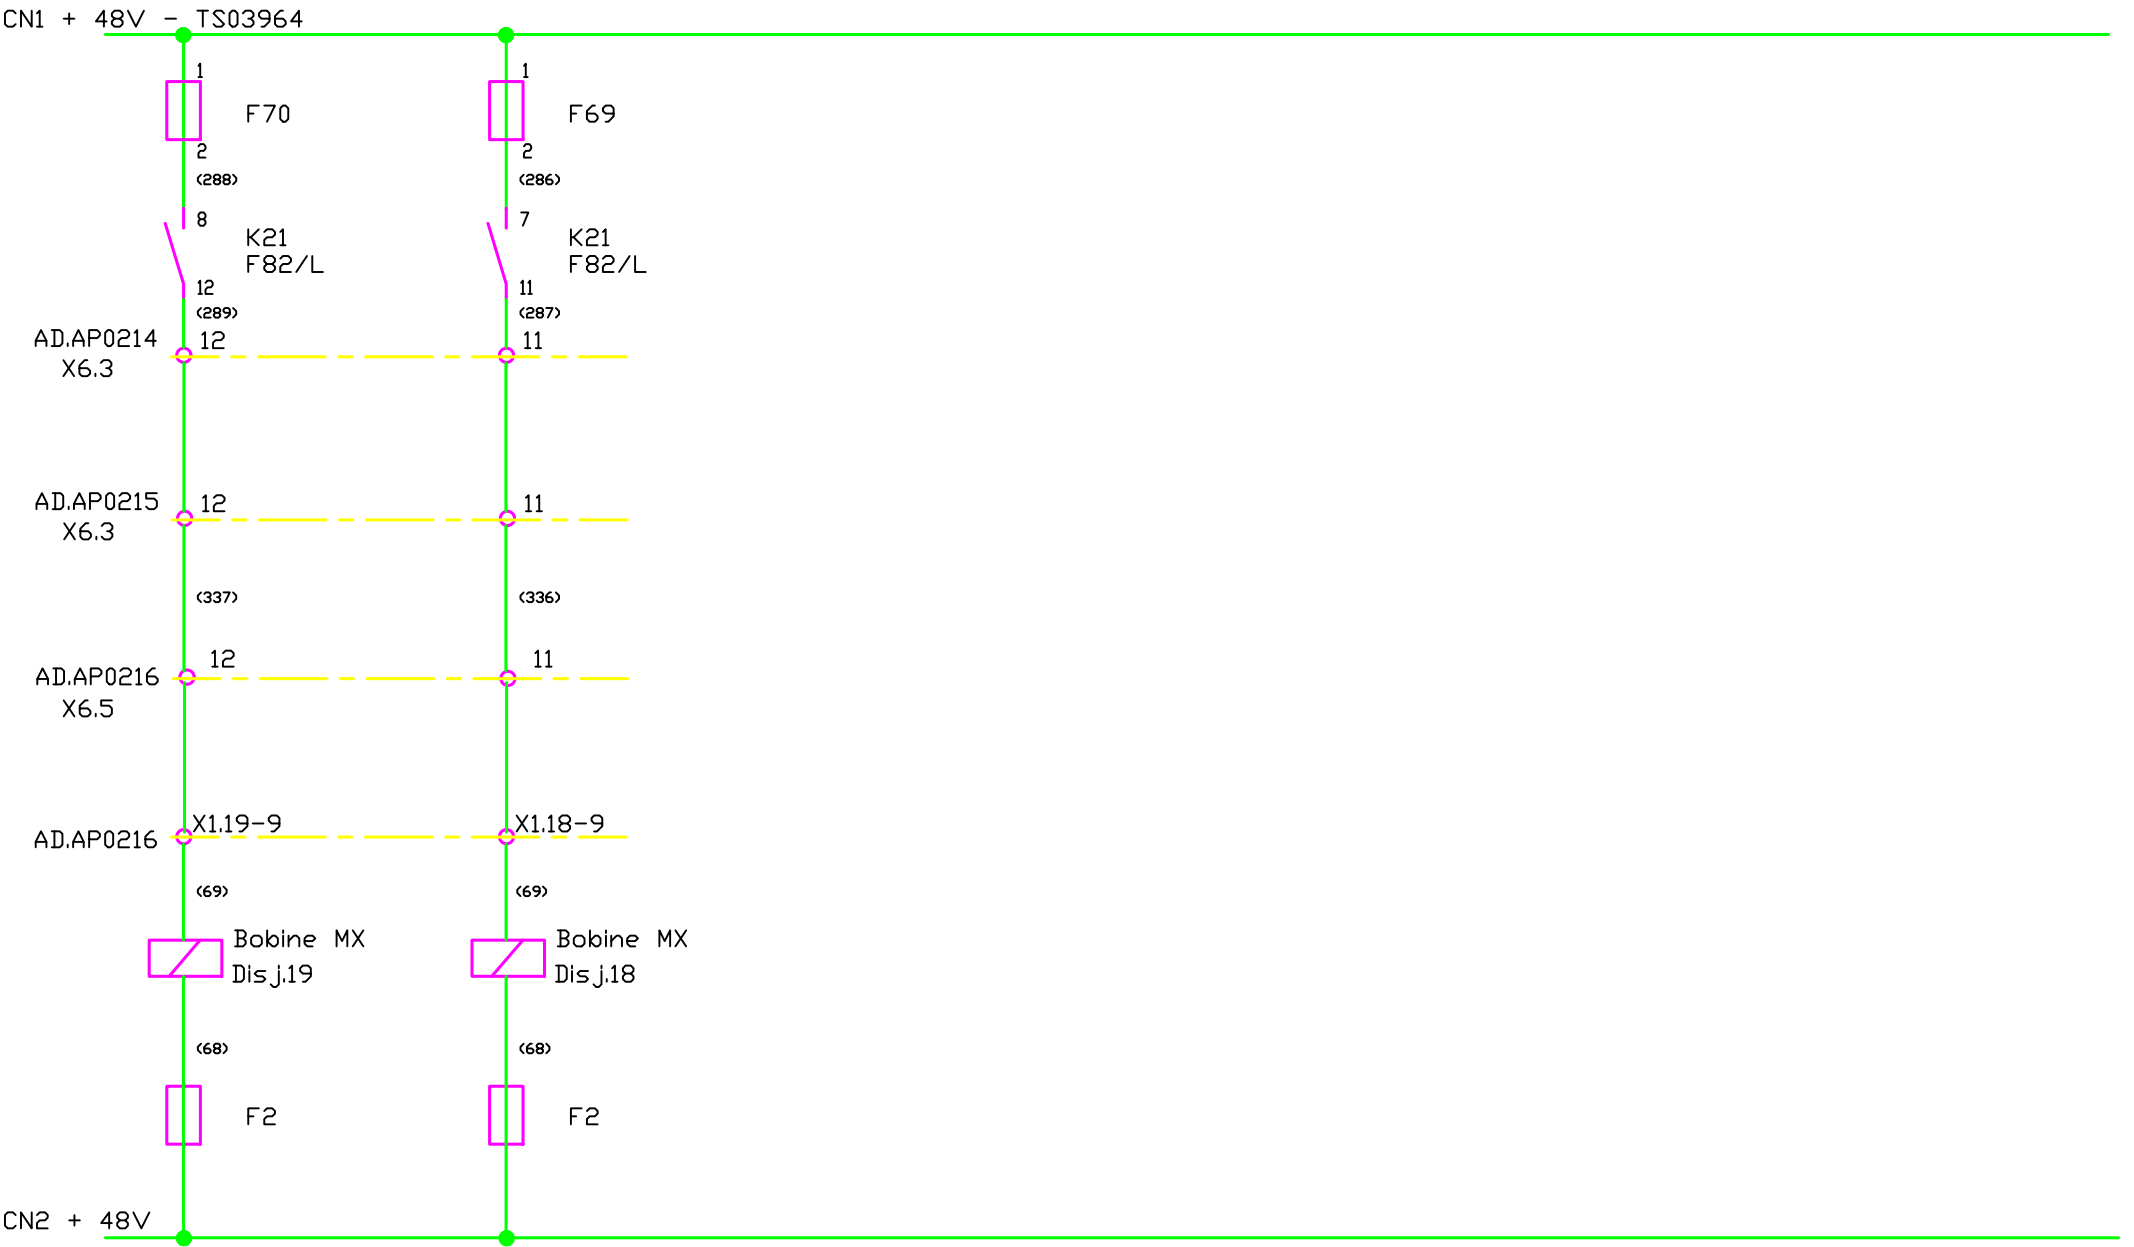 CN1 + 48V - TS03964
1
1
F70
F69
2
2
(288)
(286)
8
7
K21
K21
F82/L
F82/L
12
11
(289)
(287)
AD.AP0214
12
11
X6.3
AD.AP0215
12
11
X6.3
(337)
(336)
12
11
AD.AP0216
X6.5
X1.19-9
X1.18-9
AD.AP0216
(69)
(69)
Bobine MX
Bobine MX
Disj.19
Disj.18
(68)
(68)
F2
F2
CN2 + 48V